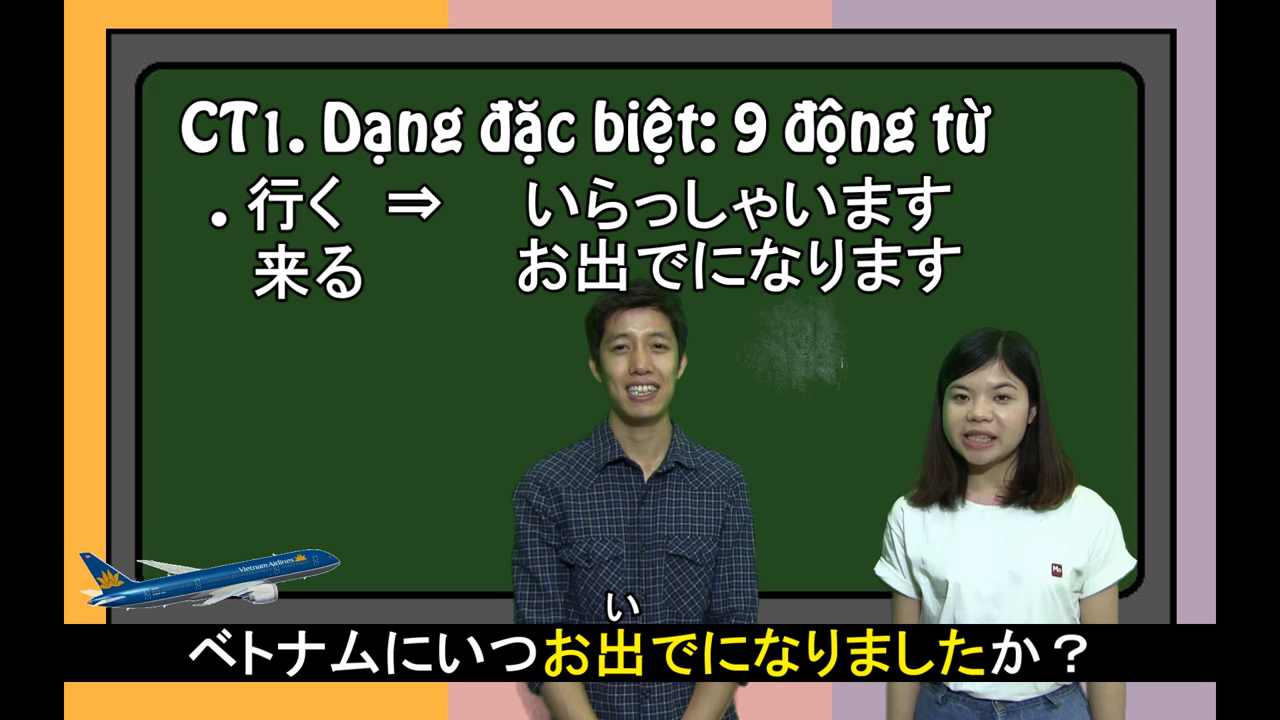 CT1. Dạng đặc biệt: 9 động từ
. 行く ⇒ いらっしゃいます
来る お出でになります
Vietnam Airlines
い
ベトナムにいつお出でになりましたか？